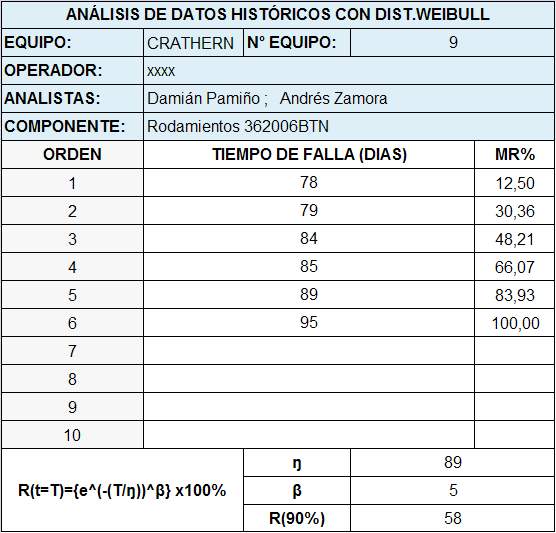 ANÁLISIS DE DATOS HISTÓRICOS CON DIST.WEIBULL
EQUIPO: CRATHERN N° EQUIPO: 9
OPERADOR: xxxx
ANALISTAS: Damián Pamiño ; Andrés Zamora
COMPONENTE: Rodamientos 362006BTN
ORDEN TIEMPO DE FALLA (DIAS) MR%
1 78 12,50
2 79 30,36
3 84 48,21
4 85 66,07
5 89 83,93
6 95 100,00
7
8
9
10
R(t=T)={e^(-(T/ŋ))^β} x100%
ŋ 89
β 5
R(90%) 58